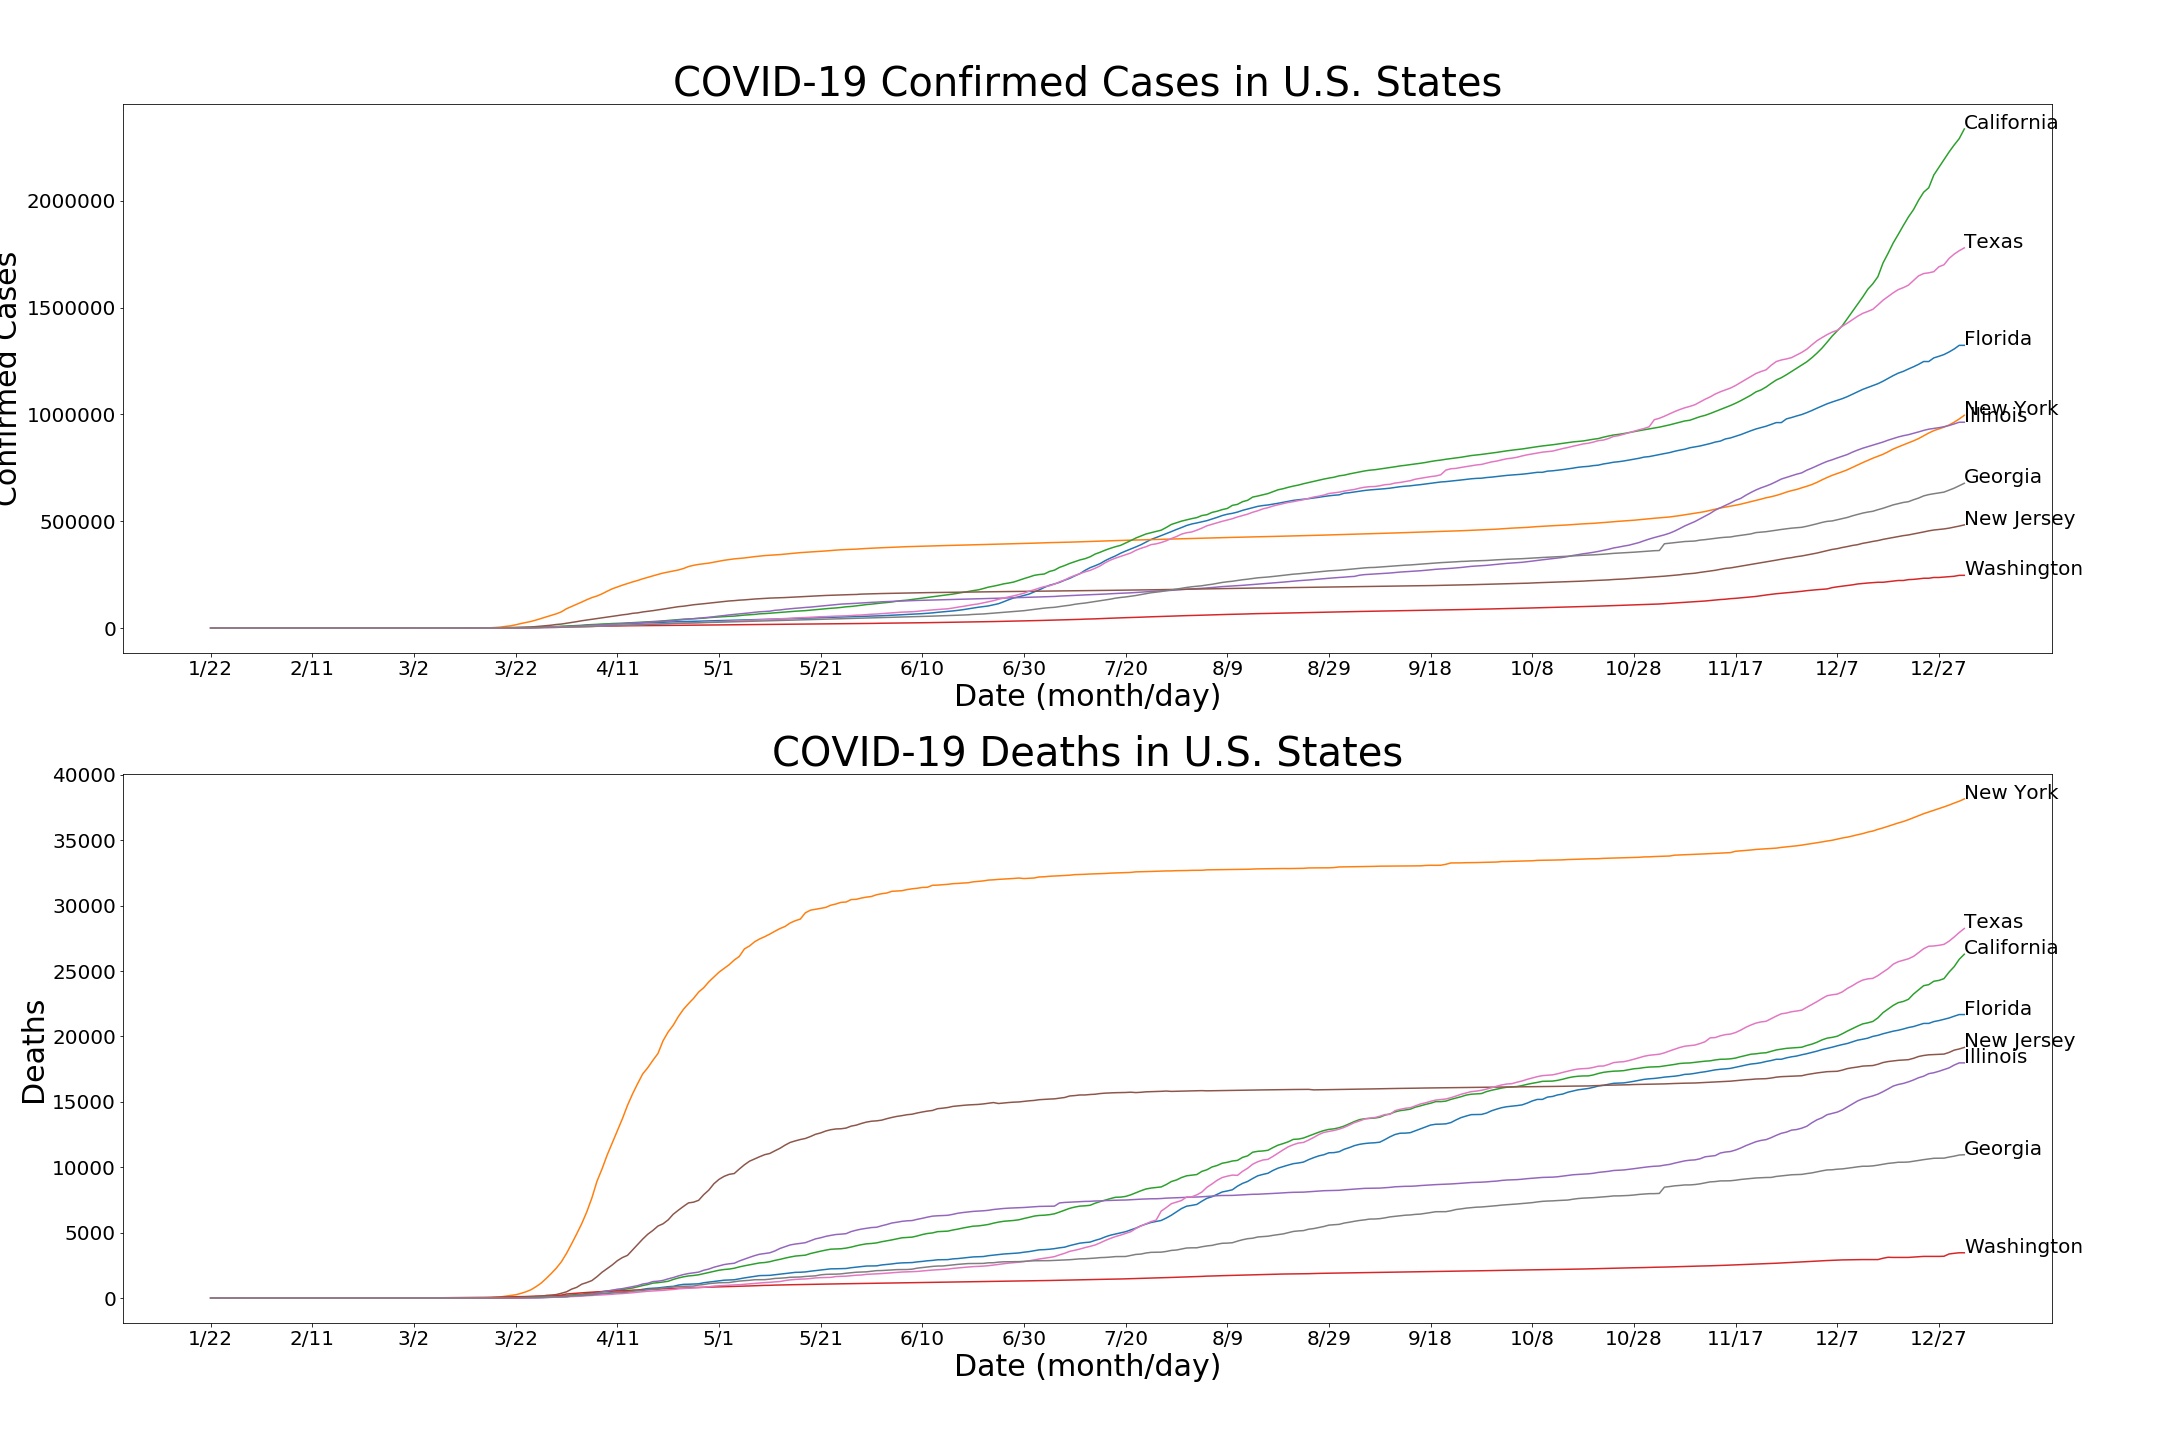 COVID-19 Confirmed Cases in U.S. States
Confirmed Cases
2000000
1500000
1000000
500000
0
California
Texas
Florida
New York
Illinois
Georgia
New Jersey
Washington
1/22 2/11 3/2 3/22 4/11 5/1 5/21 6/10 6/30 7/20 8/9 8/29 9/18 10/8 10/28 11/17 12/7 12/27
Date (month/day)
COVID-19 Deaths in U.S. States
Deaths
40000
35000
30000
25000
20000
15000
10000
5000
0
New York
Texas
California
Florida
New Jersey
Illinois
Georgia
Washington
1/22 2/11 3/2 3/22 4/11 5/1 5/21 6/10 6/30 7/20 8/9 8/29 9/18 10/8 10/28 11/17 12/7 12/27
Date (month/day)